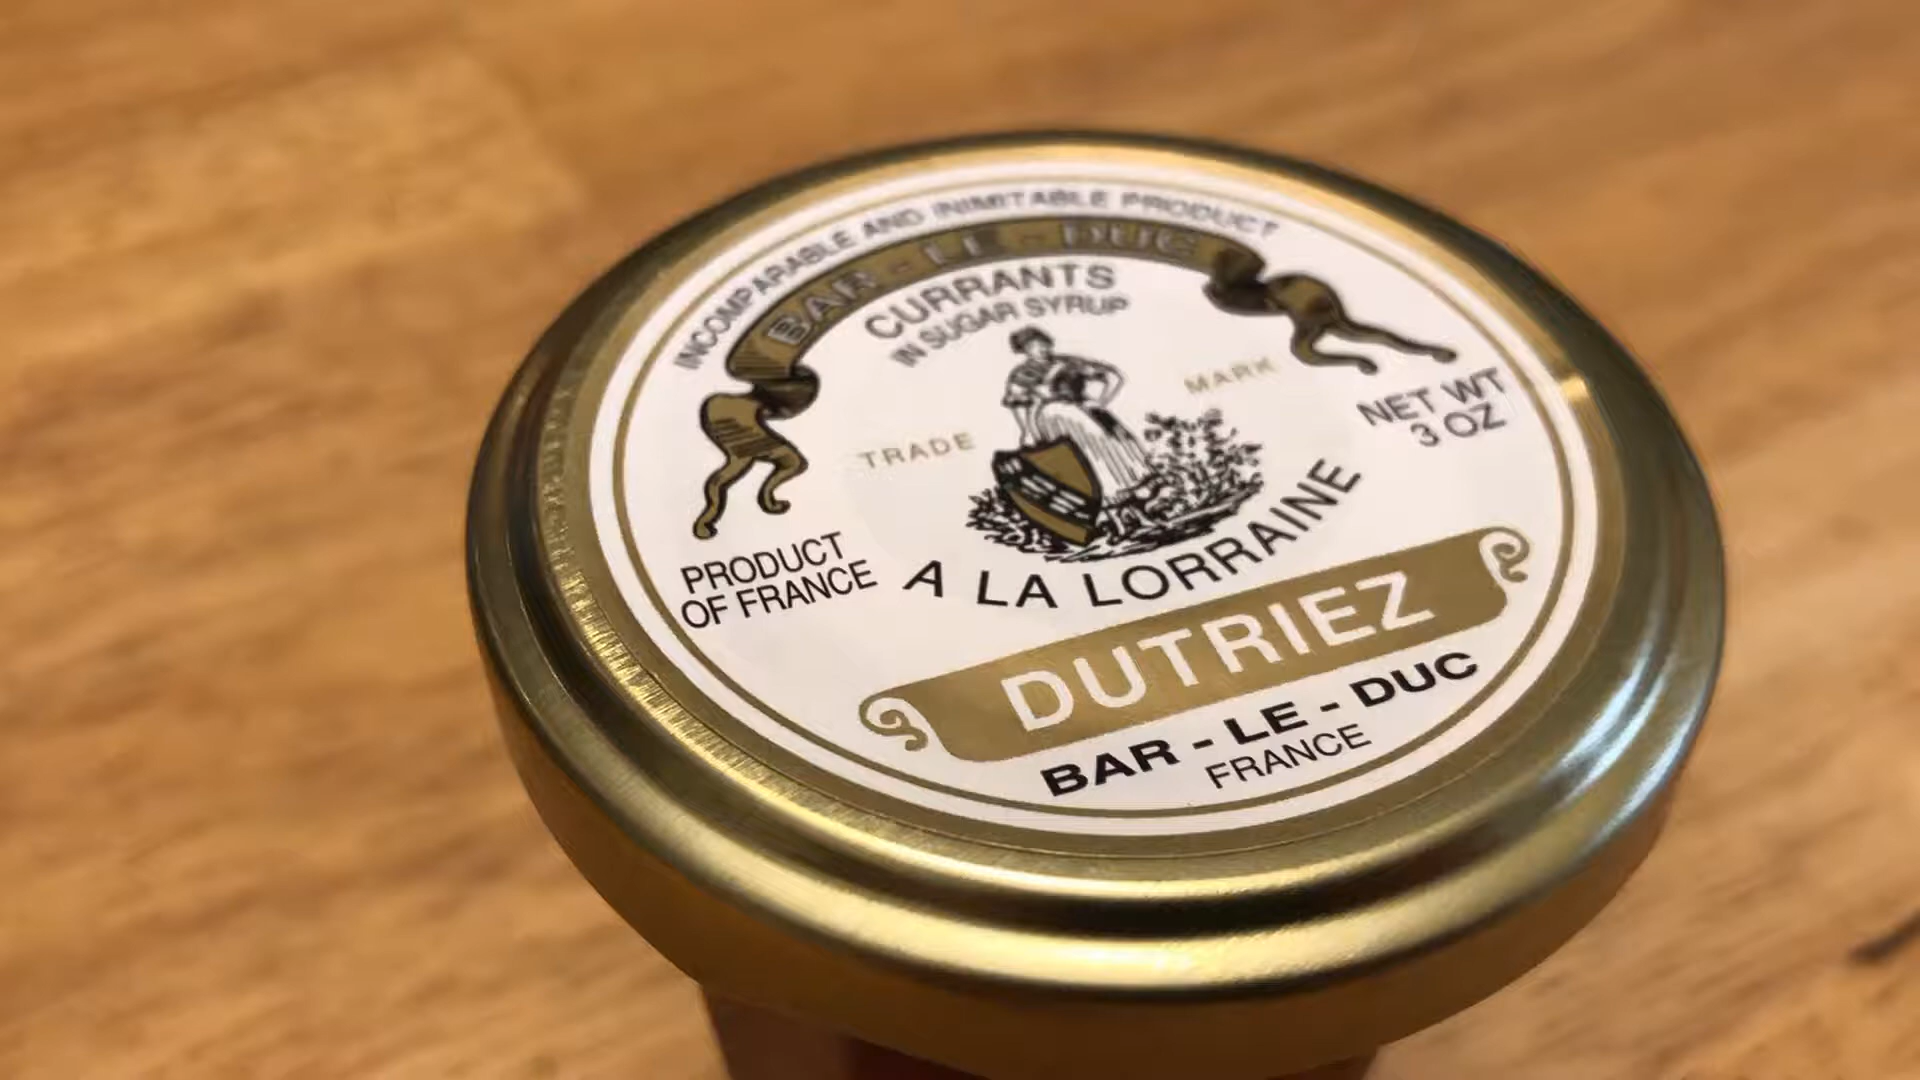 INCOMPARABLE AND INIMITABLE PRODUCT
BAR - LE - DUC
CURRANTS
IN SUGAR SYRUP
TRADE MARK
NET WT
3 OZ
PRODUCT
OF FRANCE
A LA LORRAINE
DUTRIEZ
BAR - LE - DUC
FRANCE